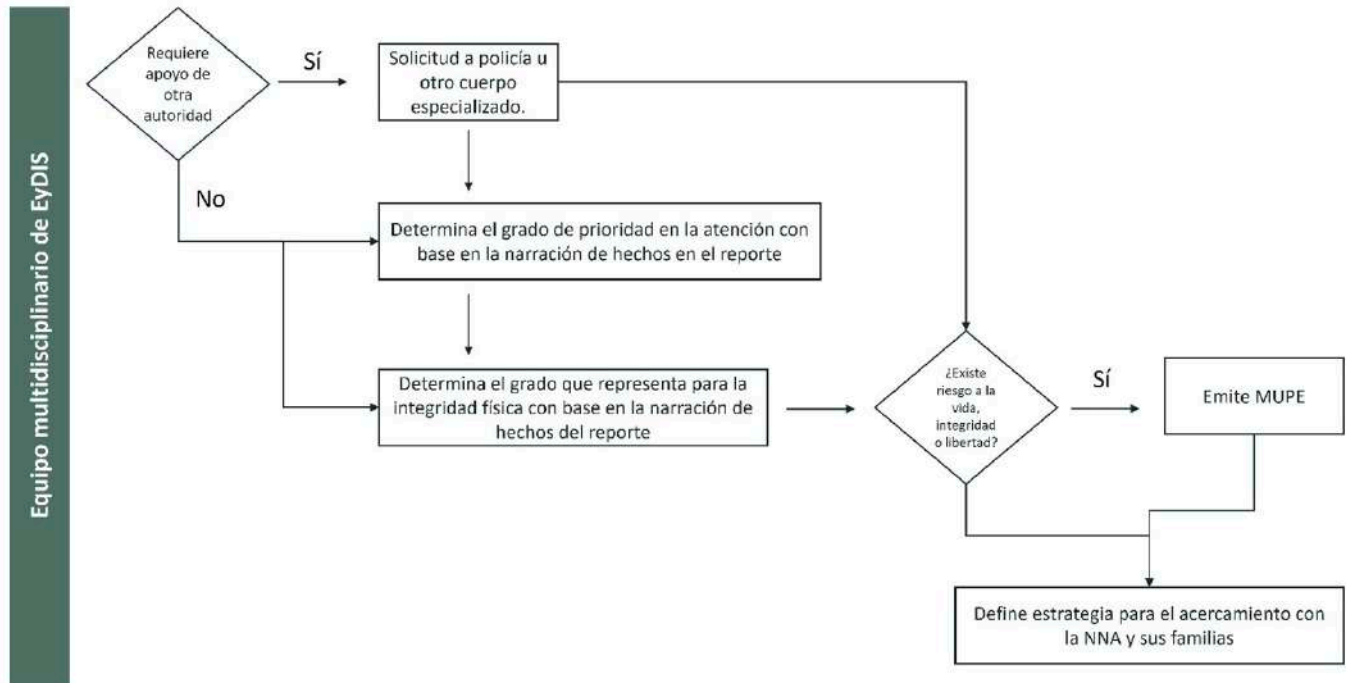 Equipo multidisciplinario de EyDIS
Requiere
apoyo de
otra
autoridad
Sí
Solicitud a policía u
otro cuerpo
especializado.
No
Determina el grado de prioridad en la atención con
base en la narración de hechos en el reporte
Determina el grado que representa para la
integridad física con base en la narración de
hechos del reporte
¿Existe
riesgo a la
vida,
integridad
o libertad?
Sí
Emite MUPE
Define estrategia para el acercamiento con
la NNA y sus familias